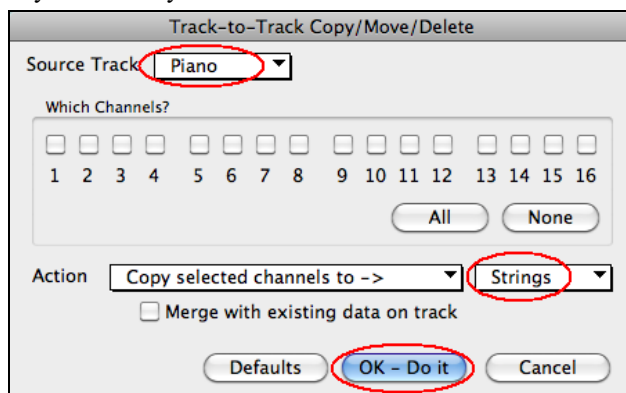 Track-to-Track Copy/Move/Delete
Source Track Piano
Which Channels?
1 2 3 4 5 6 7 8 9 10 11 12 13 14 15 16
All None
Action Copy selected channels to -> Strings
Merge with existing data on track
Defaults OK - Do it Cancel